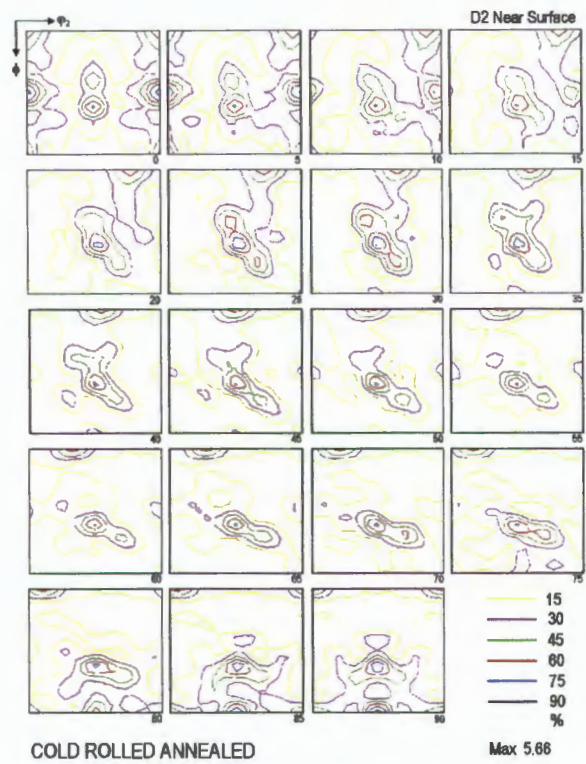 φ₂
D2 Near Surface
Φ
0 5 10 15
20 25 30 35
40 45 50 55
60 65 70 75
15
30
45
60
75
90
%
80 85 90
COLD ROLLED ANNEALED
Max 5.66